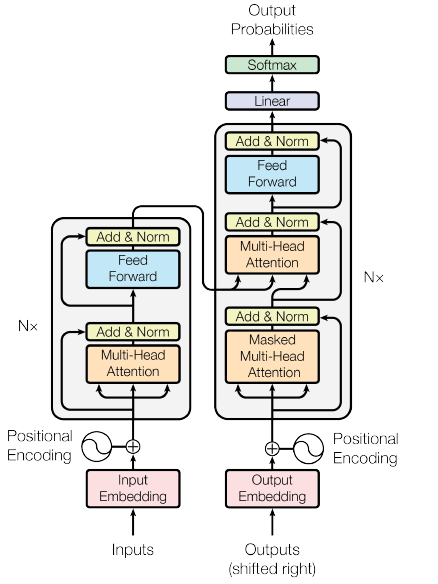 Output
Probabilities
Softmax
Linear
Add & Norm
Feed
Forward
Add & Norm
Multi-Head
Attention
Add & Norm
Masked
Multi-Head
Attention
N×
Add & Norm
Feed
Forward
Add & Norm
Multi-Head
Attention
N×
Positional
Encoding
Positional
Encoding
Input
Embedding
Output
Embedding
Inputs
Outputs
(shifted right)